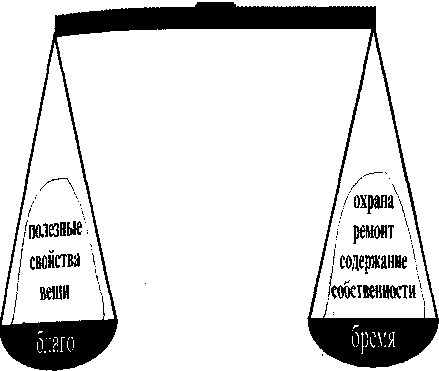 полезные
свойства
вещи
благо
охрана
ремонт
содержание
собственности
бремя